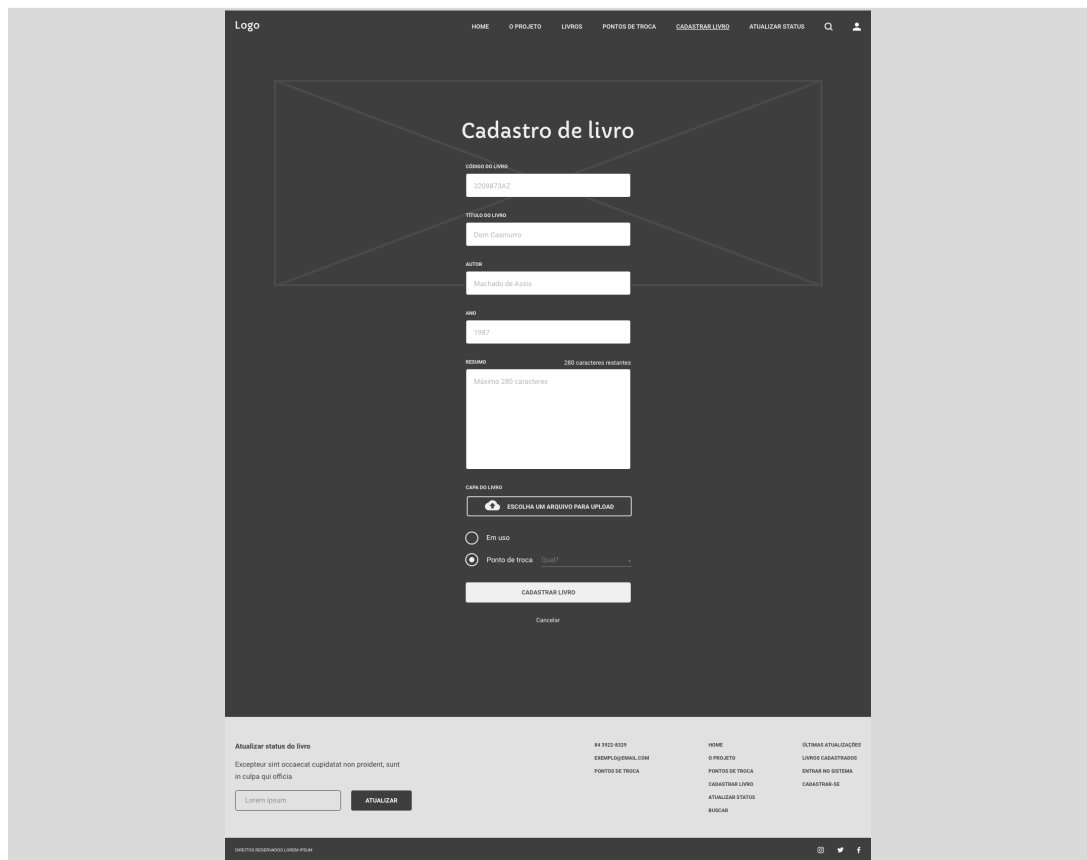 Logo
HOME O PROJETO LIVROS PONTOS DE TROCA CADASTRAR LIVRO ATUALIZAR STATUS
Cadastro de livro
CÓDIGO DO LIVRO
3209873AZ
TÍTULO DO LIVRO
Dom Casmurro
AUTOR
Machado de Assis
ANO
1987
RESUMO 280 caracteres restantes
Máximo 280 caracteres
CAPA DO LIVRO
ESCOLHA UM ARQUIVO PARA UPLOAD
Em uso
Ponto de troca Qual?
CADASTRAR LIVRO
Cancelar
Atualizar status do livro
Excepteur sint occaecat cupidatat non proident, sunt
in culpa qui officia
Lorem Ipsum ATUALIZAR
84 3922-8329
EXEMPLO@EMAIL.COM
PONTOS DE TROCA
HOME
O PROJETO
PONTOS DE TROCA
CADASTRAR LIVRO
ATUALIZAR STATUS
BUSCAR
ÚLTIMAS ATUALIZAÇÕES
LIVROS CADASTRADOS
ENTRAR NO SISTEMA
CADASTRAR-SE
DIREITOS RESERVADOS LOREM-IPSUM